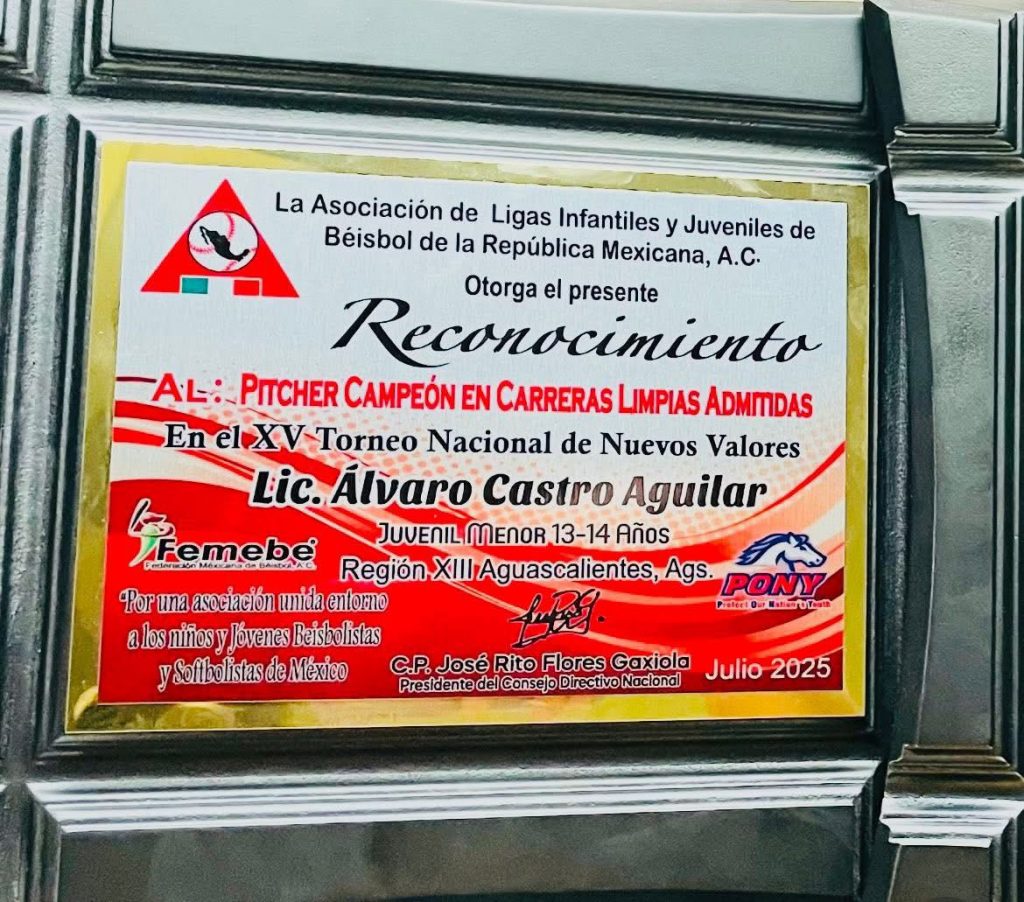 La Asociación de Ligas Infantiles y Juveniles de
Béisbol de la República Mexicana, A.C.
Otorga el presente
Reconocimiento
AL: PITCHER CAMPEÓN EN CARRERAS LIMPIAS ADMITIDAS
En el XV Torneo Nacional de Nuevos Valores
Lic. Álvaro Castro Aguilar
JUVENIL MENOR 13-14 AÑOS
Región XIII Aguascalientes, Ags.
Femebe
Federación Mexicana de Béisbol, A.C.
PONY
Protect Our Nation's Youth
"Por una asociación unida entorno
a los niños y Jóvenes Beisbolistas
y Softbolistas de México
C.P. José Rito Flores Gaxiola
Presidente del Consejo Directivo Nacional
Julio 2025